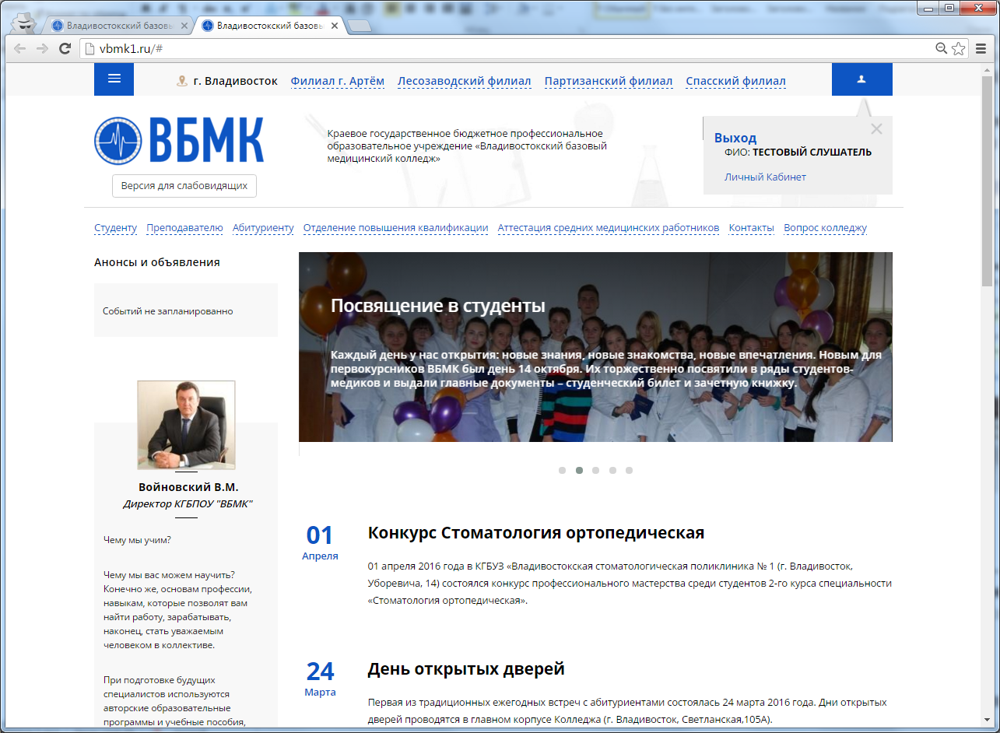 Владивостокский базовы
Владивостокский базовы
vbmk1.ru/#
г. Владивосток Филиал г. Артём Лесозаводский филиал Партизанский филиал Спасский филиал
ВБМК
Краевое государственное бюджетное профессиональное
образовательное учреждение «Владивостокский базовый
медицинский колледж»
Выход
ФИО: ТЕСТОВЫЙ СЛУШАТЕЛЬ
Личный Кабинет
Версия для слабовидящих
Студенту Преподавателю Абитуриенту Отделение повышения квалификации Аттестация средних медицинских работников Контакты Вопрос колледжу
Анонсы и объявления
Событий не запланированно
Войновский В.М.
Директор КГБПОУ "ВБМК"
Чему мы учим?
Чему мы вас можем научить?
Конечно же, основам профессии,
навыкам, которые позволят вам
найти работу, зарабатывать,
наконец, стать уважаемым
человеком в коллективе.
При подготовке будущих
специалистов используются
авторские образовательные
программы и учебные пособия,
Посвящение в студенты
Каждый день у нас открытия: новые знания, новые знакомства, новые впечатления. Новым для
первокурсников ВБМК был день 14 октября. Их торжественно посвятили в ряды студентов-
медиков и выдали главные документы – студенческий билет и зачетную книжку.
01
Апреля
Конкурс Стоматология ортопедическая
01 апреля 2016 года в КГБУЗ «Владивостокская стоматологическая поликлиника № 1 (г. Владивосток,
Уборевича, 14) состоялся конкурс профессионального мастерства среди студентов 2-го курса специальности
«Стоматология ортопедическая».
24
Марта
День открытых дверей
Первая из традиционных ежегодных встреч с абитуриентами состоялась 24 марта 2016 года. Дни открытых
дверей проводятся в главном корпусе Колледжа (г. Владивосток, Светланская,105А).